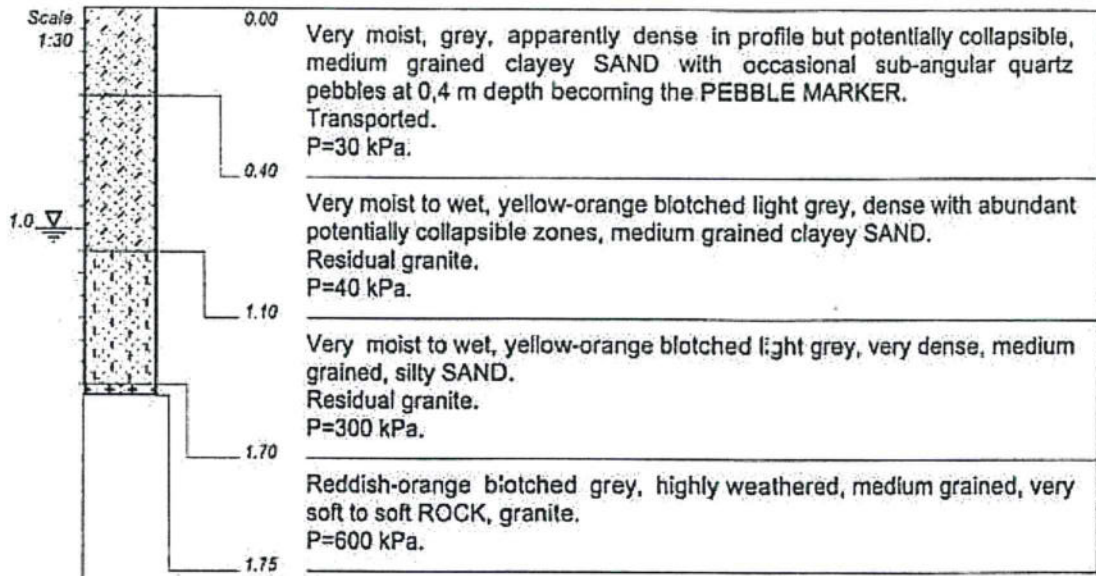 Scale
1:30
0.00
Very moist, grey, apparently dense in profile but potentially collapsible,
medium grained clayey SAND with occasional sub-angular quartz
pebbles at 0,4 m depth becoming the PEBBLE MARKER.
Transported.
P=30 kPa.
0.40
Very moist to wet, yellow-orange blotched light grey, dense with abundant
potentially collapsible zones, medium grained clayey SAND.
Residual granite.
P=40 kPa.
1.0
1.10
Very moist to wet, yellow-orange blotched light grey, very dense, medium
grained, silty SAND.
Residual granite.
P=300 kPa.
1.70
Reddish-orange blotched grey, highly weathered, medium grained, very
soft to soft ROCK, granite.
P=600 kPa.
1.75